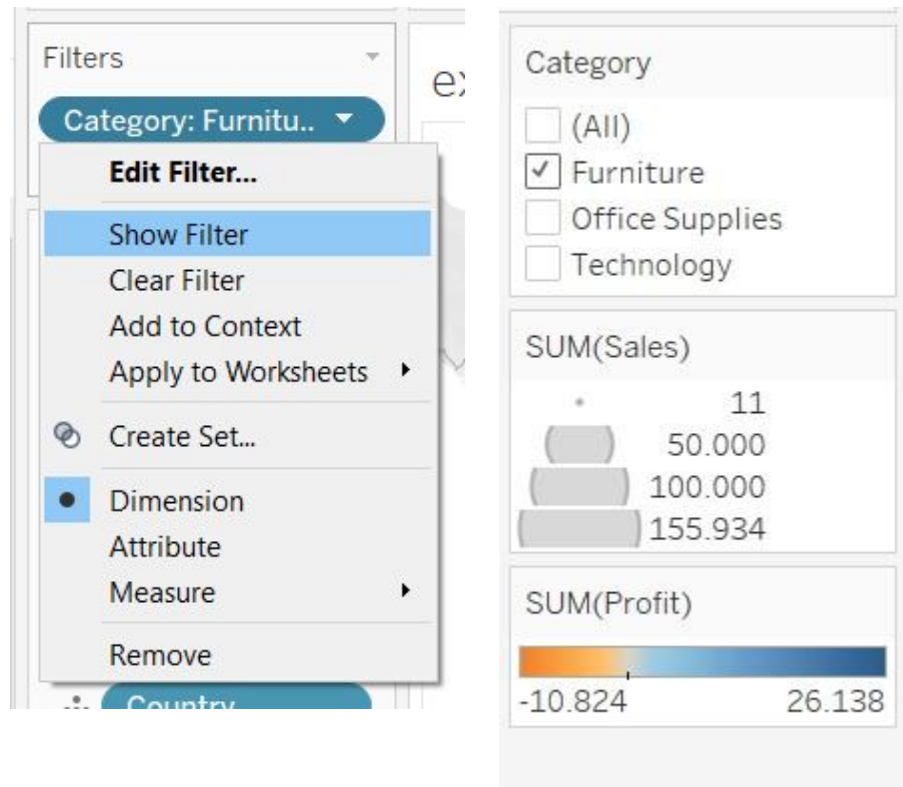 Filters
Category: Furnitu..
Edit Filter...
Show Filter
Clear Filter
Add to Context
Apply to Worksheets
Create Set...
Dimension
Attribute
Measure
Remove
Country
Category
(All)
Furniture
Office Supplies
Technology
SUM(Sales)
11
50.000
100.000
155.934
SUM(Profit)
-10.824 26.138